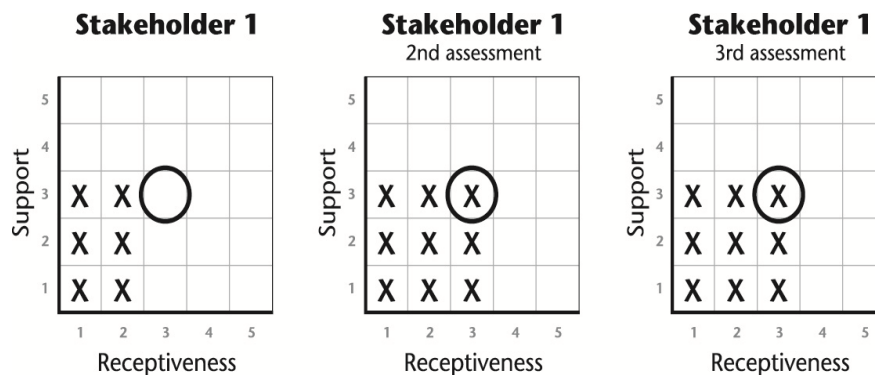 Stakeholder 1
Support
5
4
3 X X
2 X X
1 X X
1 2 3 4 5
Receptiveness
Stakeholder 1
2nd assessment
Support
5
4
3 X X X
2 X X X
1 X X X
1 2 3 4 5
Receptiveness
Stakeholder 1
3rd assessment
Support
5
4
3 X X X
2 X X X
1 X X X
1 2 3 4 5
Receptiveness